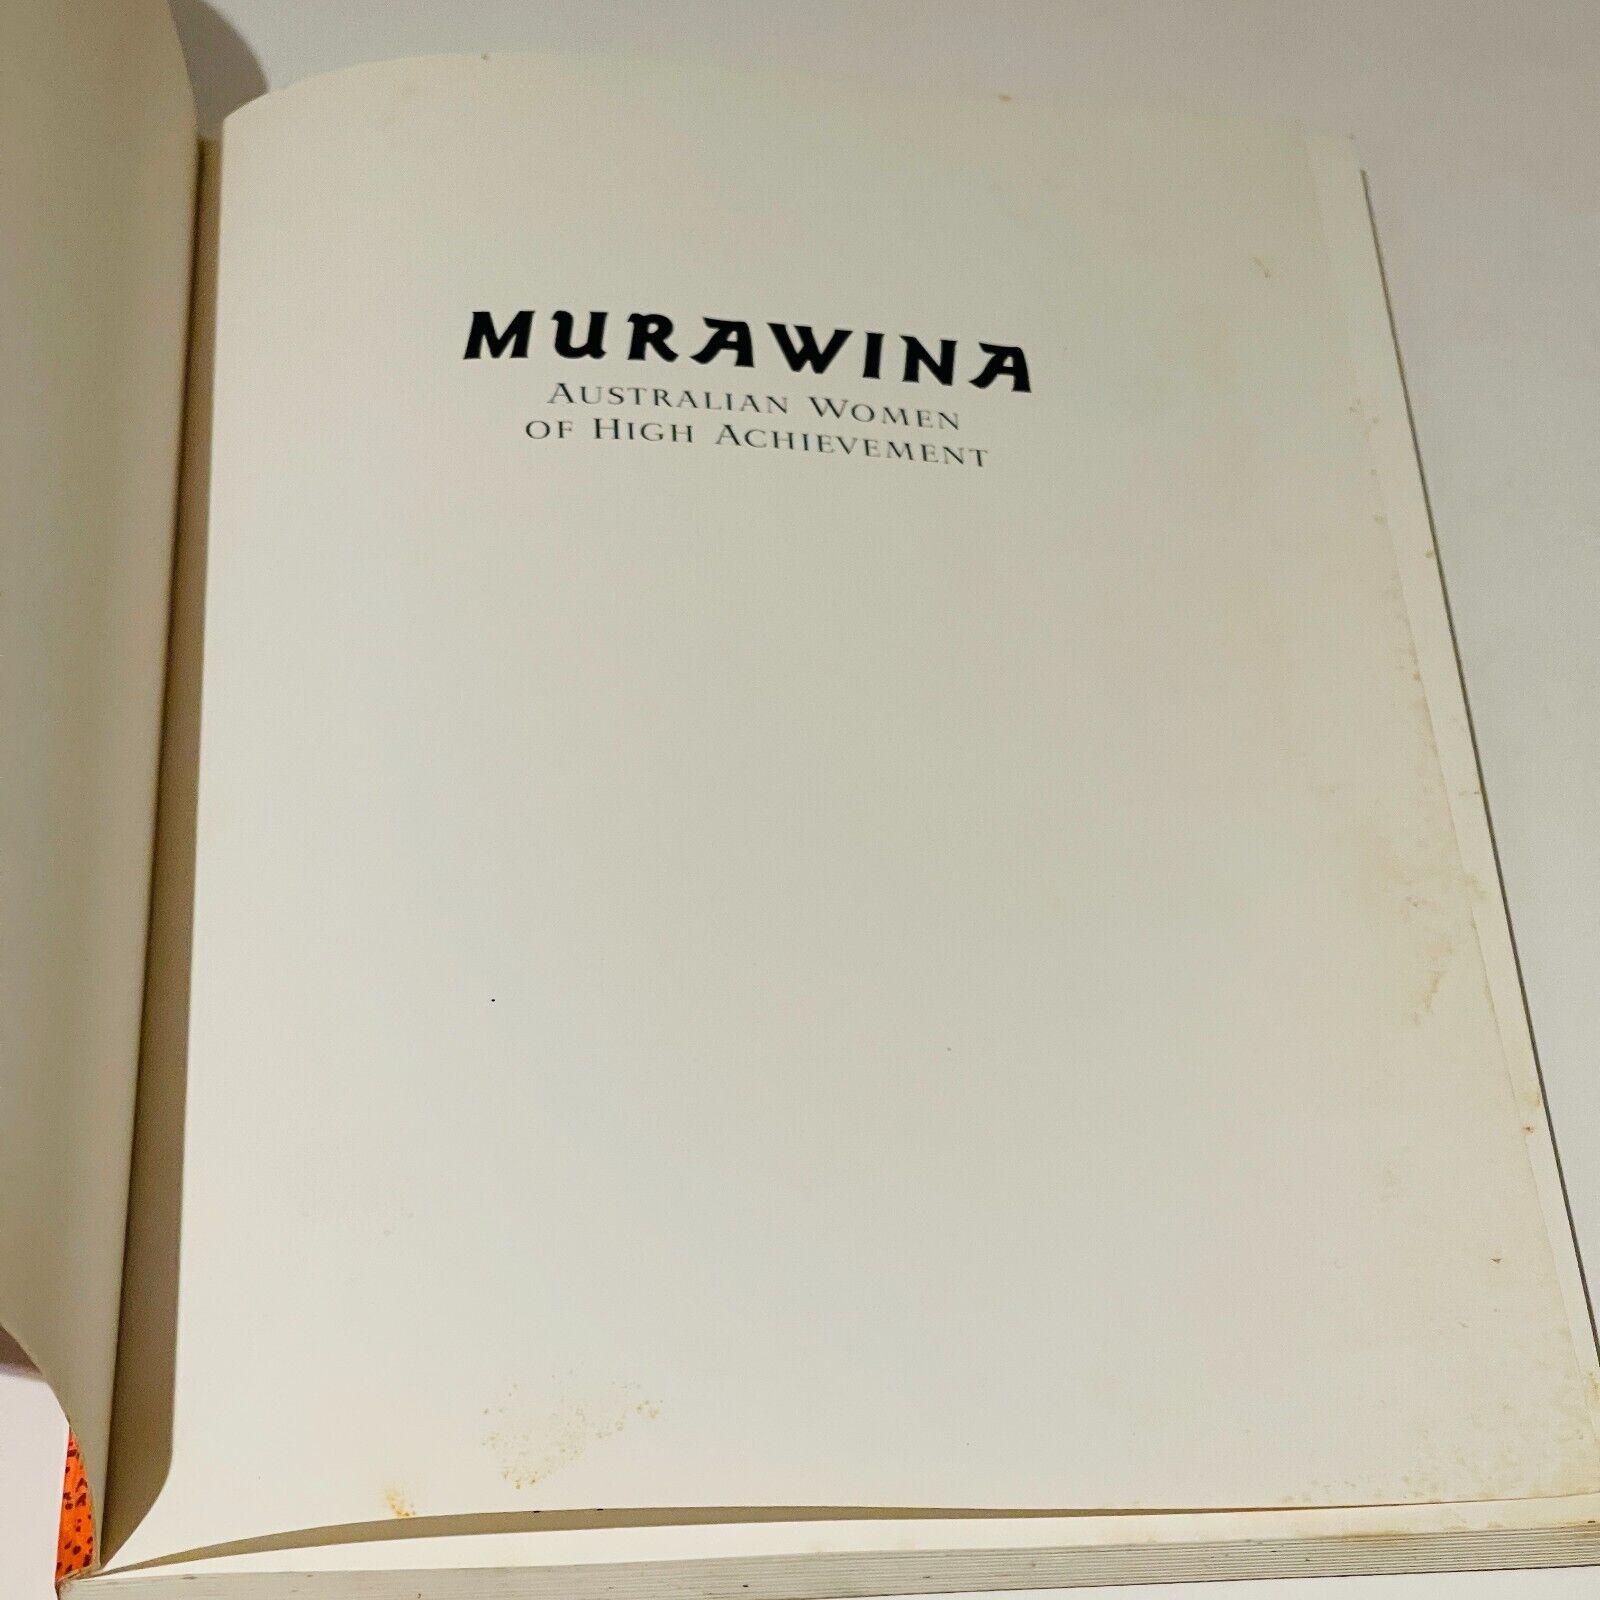 MURAWINA
AUSTRALIAN WOMEN
OF HIGH ACHIEVEMENT